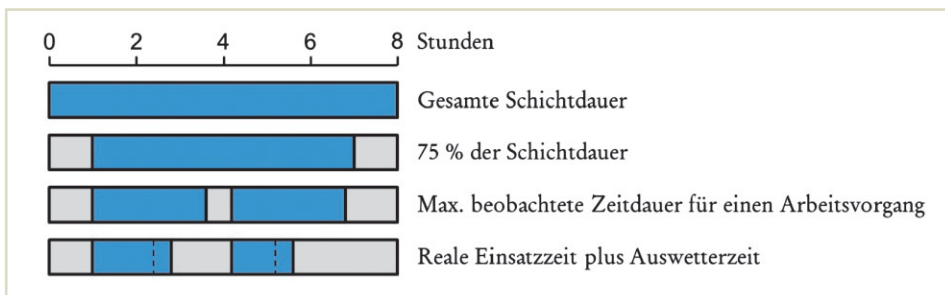 0 2 4 6 8 Stunden
Gesamte Schichtdauer
75 % der Schichtdauer
Max. beobachtete Zeitdauer für einen Arbeitsvorgang
Reale Einsatzzeit plus Auswetterzeit